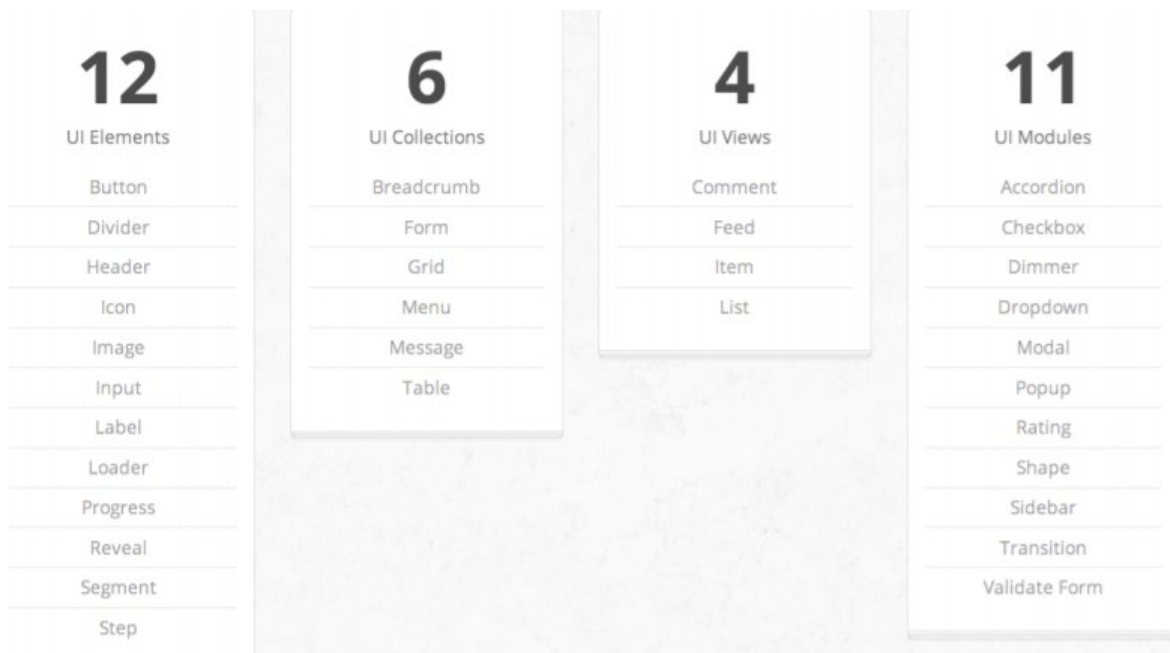 12
UI Elements
Button
Divider
Header
Icon
Image
Input
Label
Loader
Progress
Reveal
Segment
Step
6
UI Collections
Breadcrumb
Form
Grid
Menu
Message
Table
4
UI Views
Comment
Feed
Item
List
11
UI Modules
Accordion
Checkbox
Dimmer
Dropdown
Modal
Popup
Rating
Shape
Sidebar
Transition
Validate Form